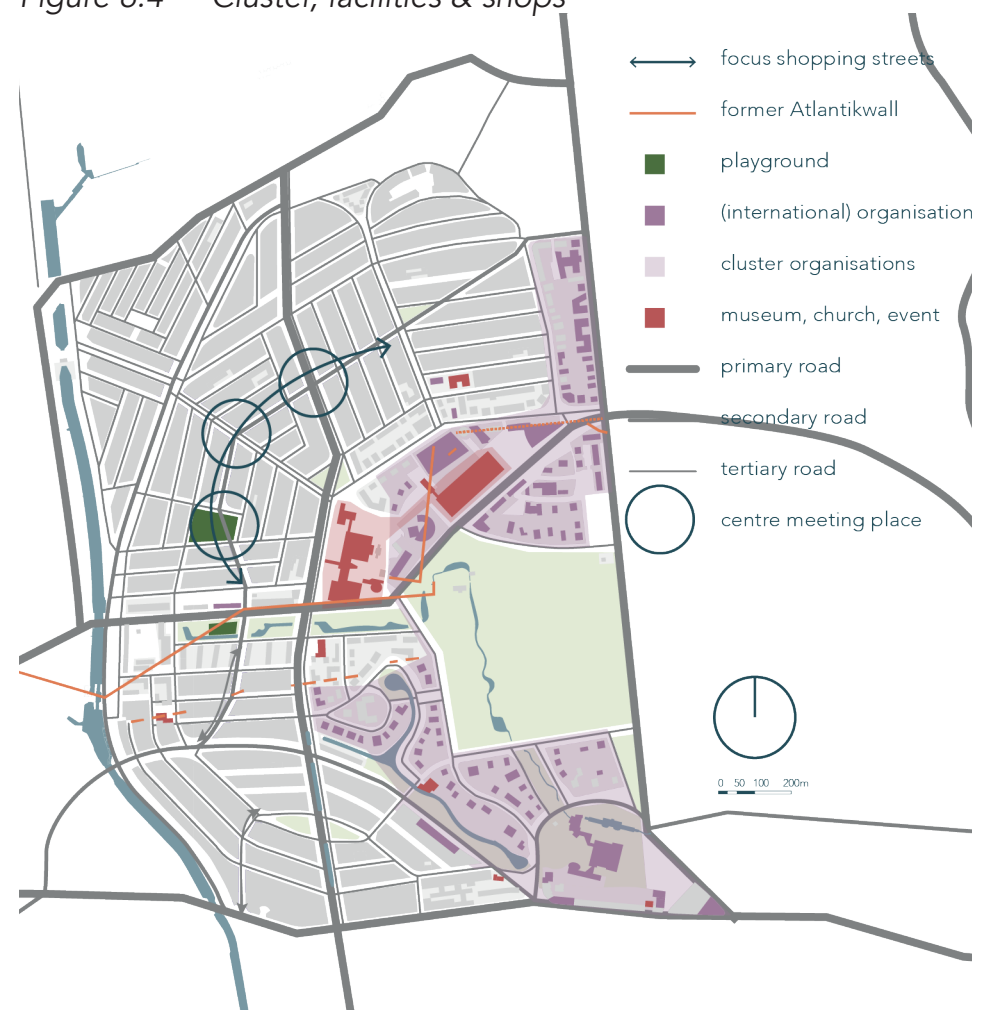 Figure 6.4 Cluster, facilities & shops
focus shopping streets
former Atlantikwall
playground
(international) organisation
cluster organisations
museum, church, event
primary road
secondary road
tertiary road
centre meeting place
0 50 100 200m